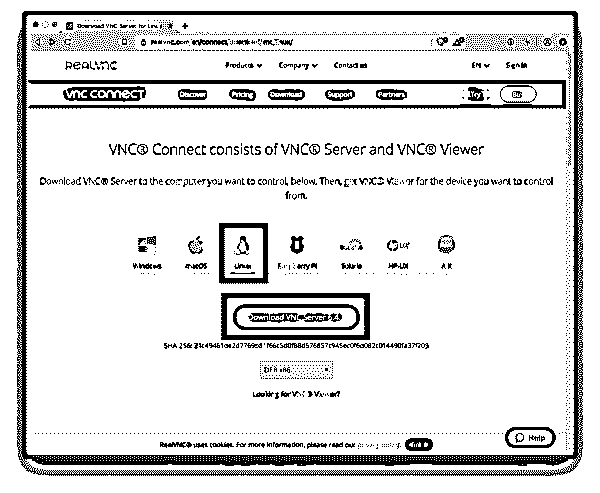 Download VNC Server for Linux
realvnc.com/en/connect/download/vnc/linux/
REALVNC Products Company Contact us EN Sign in
VNC CONNECT Discover Pricing Download Support Partners Try Buy
VNC® Connect consists of VNC® Server and VNC® Viewer
Download VNC® Server to the computer you want to control, below. Then, get VNC® Viewer for the device you want to control
from.
Windows macOS Linux Raspberry Pi Solaris HP-UX AIX
Download VNC Server
SHA-256:
DEB x86
Looking for VNC® Viewer?
RealVNC® uses cookies. For more information, please read our privacy policy.
Help